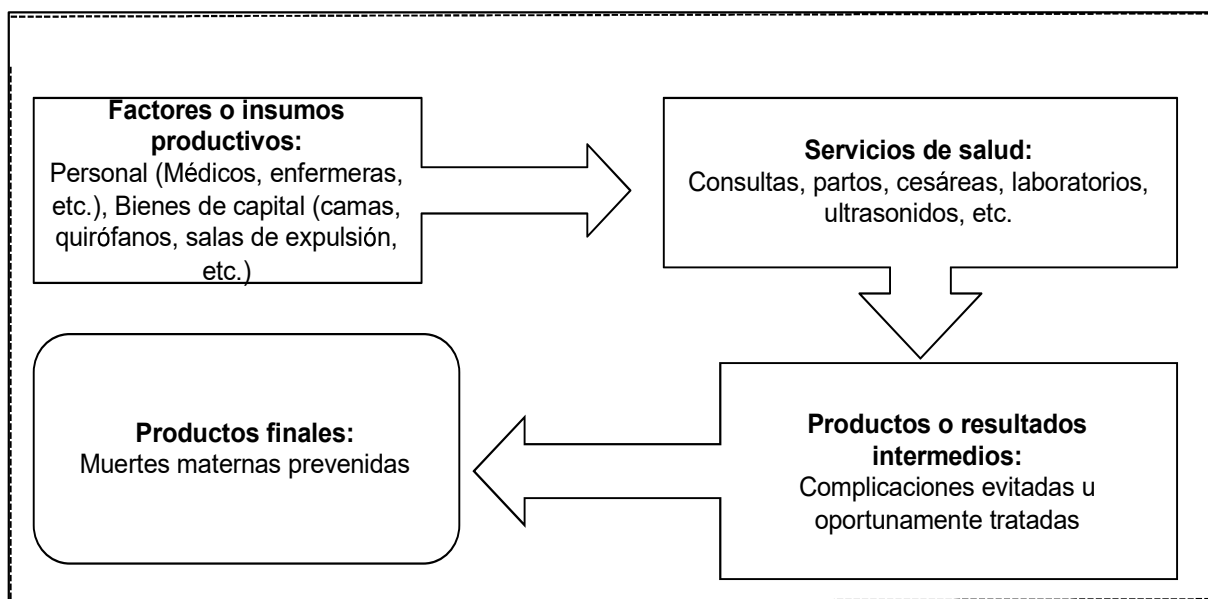 Factores o insumos
productivos:
Personal (Médicos, enfermeras,
etc.), Bienes de capital (camas,
quirófanos, salas de expulsión,
etc.)
Servicios de salud:
Consultas, partos, cesáreas, laboratorios,
ultrasonidos, etc.
Productos o resultados
intermedios:
Complicaciones evitadas u
oportunamente tratadas
Productos finales:
Muertes maternas prevenidas